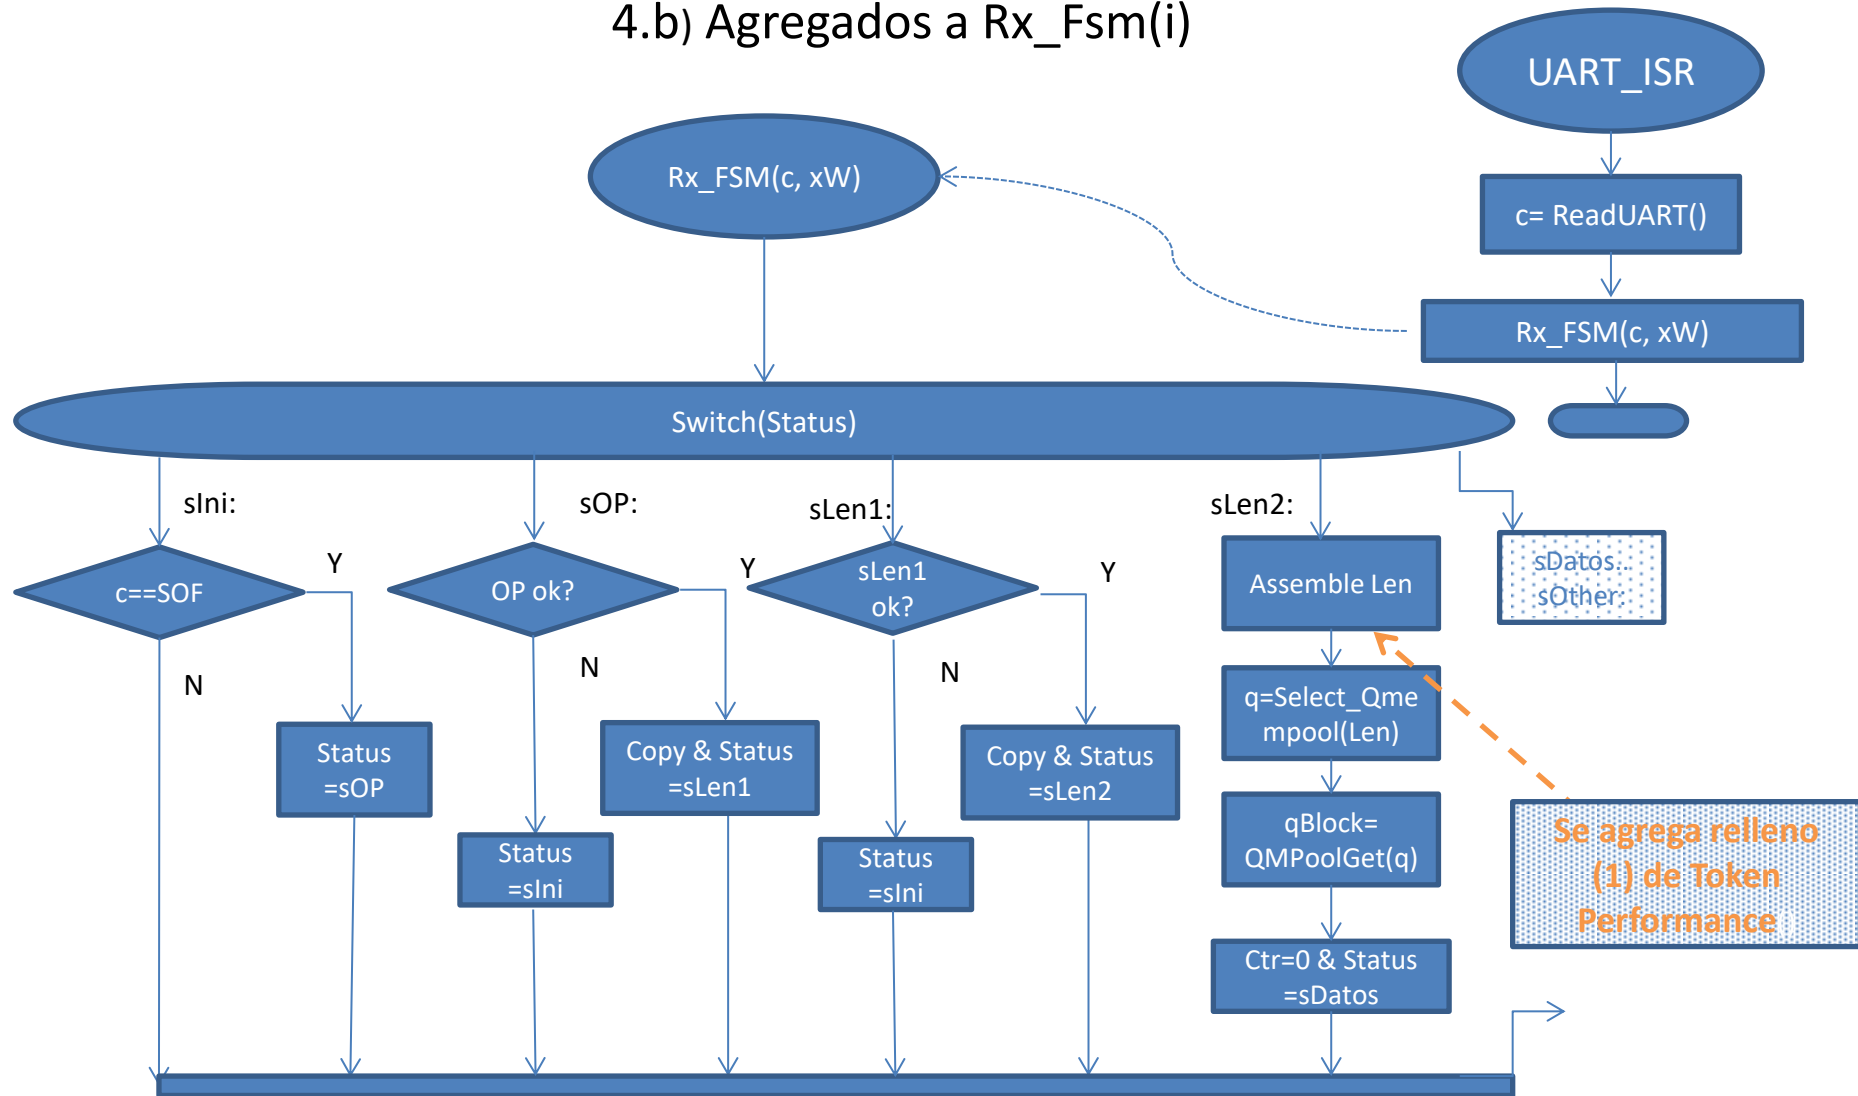 4.b) Agregados a Rx_Fsm(i)
UART_ISR
Rx_FSM(c, xW)
c= ReadUART()
Rx_FSM(c, xW)
Switch(Status)
sIni:
sOP:
sLen1:
sLen2:
c==SOF
Y
N
OP ok?
Y
N
sLen1
ok?
Y
N
Assemble Len
sDatos..
sOther:
Status
=sOP
Copy & Status
=sLen1
Copy & Status
=sLen2
q=Select_Qme
mpool(Len)
Status
=sIni
Status
=sIni
qBlock=
QMPoolGet(q)
Ctr=0 & Status
=sDatos
Se agrega relleno
(1) de Token
Performance()